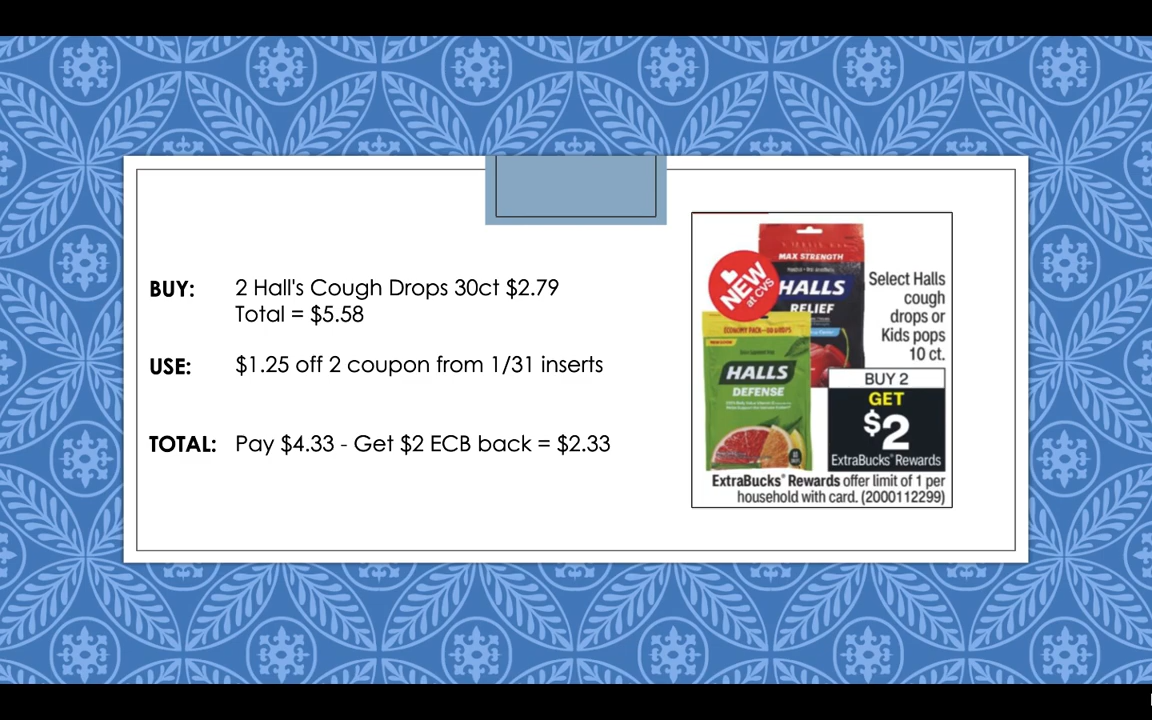 BUY: 2 Hall's Cough Drops 30ct $2.79
Total = $5.58
USE: $1.25 off 2 coupon from 1/31 inserts
TOTAL: Pay $4.33 - Get $2 ECB back = $2.33
MAX STRENGTH
HALLS
RELIEF
NEW
at CVS
HALLS
DEFENSE
Select Halls
cough
drops or
Kids pops
10 ct.
BUY 2
GET
$2
ExtraBucks® Rewards
ExtraBucks® Rewards offer limit of 1 per
household with card. (2000112299)